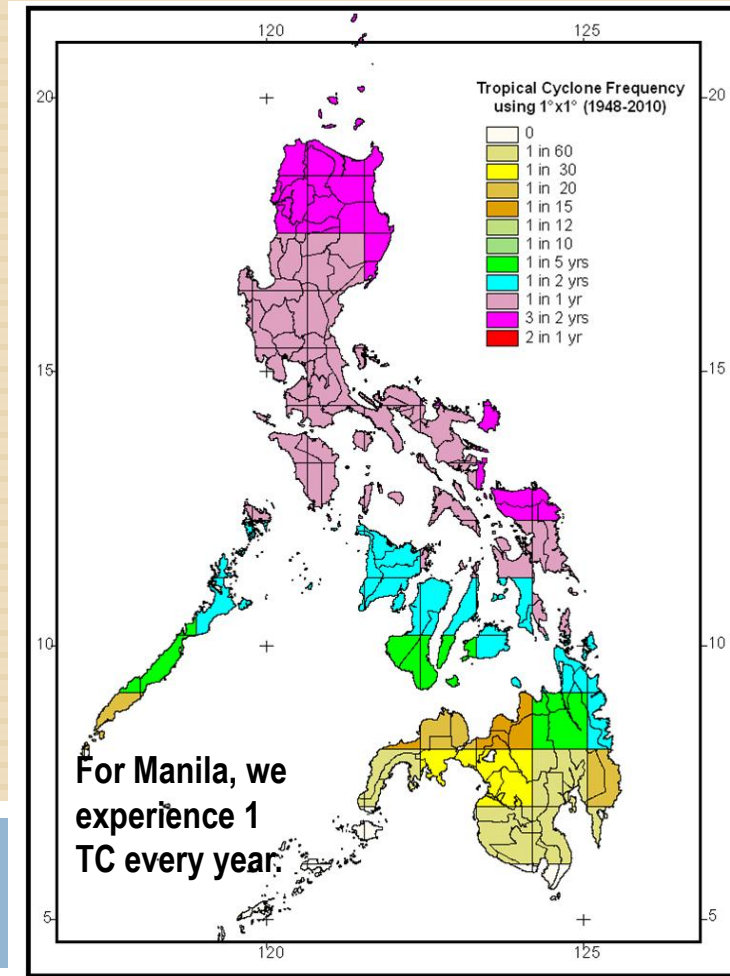 120 125
20 20
Tropical Cyclone Frequency
using 1°x1° (1948-2010)
0
1 in 60
1 in 30
1 in 20
1 in 15
1 in 12
1 in 10
1 in 5 yrs
1 in 2 yrs
1 in 1 yr
3 in 2 yrs
2 in 1 yr
15 15
10 10
For Manila, we
experience 1
TC every year.
5 5
120 125